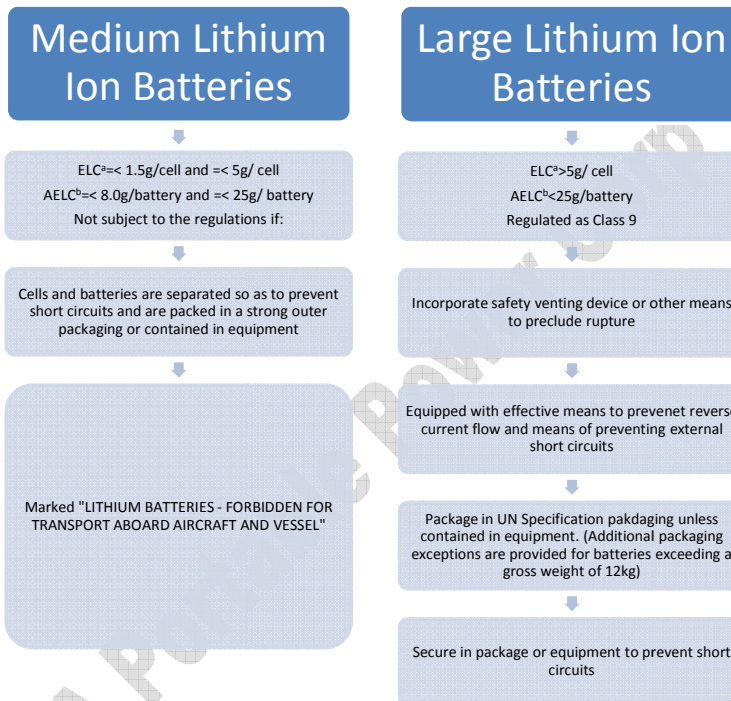 Medium Lithium
Ion Batteries
ELCª=< 1.5g/cell and =< 5g/ cell
AELCᵇ=< 8.0g/battery and =< 25g/ battery
Not subject to the regulations if:
Cells and batteries are separated so as to prevent
short circuits and are packed in a strong outer
packaging or contained in equipment
Marked "LITHIUM BATTERIES - FORBIDDEN FOR
TRANSPORT ABOARD AIRCRAFT AND VESSEL"
Large Lithium Ion
Batteries
ELCª>5g/ cell
AELCᵇ<25g/battery
Regulated as Class 9
Incorporate safety venting device or other means
to preclude rupture
Equipped with effective means to prevenet reverse
current flow and means of preventing external
short circuits
Package in UN Specification pakdaging unless
contained in equipment. (Additional packaging
exceptions are provided for batteries exceeding a
gross weight of 12kg)
Secure in package or equipment to prevent short
circuits
Portable Power Corp